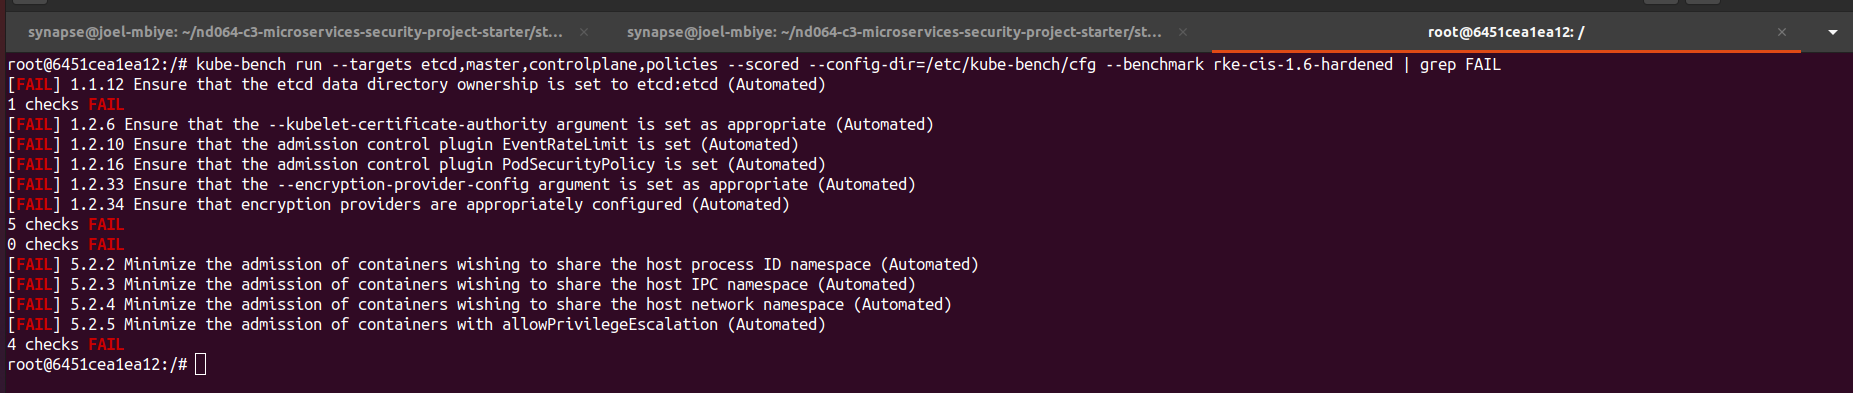 synapse@joel-mbiye: ~/nd064-c3-microservices-security-project-starter/st... × synapse@joel-mbiye: ~/nd064-c3-microservices-security-project-starter/st... × root@6451cea1ea12: / ×
root@6451cea1ea12:/# kube-bench run --targets etcd,master,controlplane,policies --scored --config-dir=/etc/kube-bench/cfg --benchmark rke-cis-1.6-hardened | grep FAIL
[FAIL] 1.1.12 Ensure that the etcd data directory ownership is set to etcd:etcd (Automated)
1 checks FAIL
[FAIL] 1.2.6 Ensure that the --kubelet-certificate-authority argument is set as appropriate (Automated)
[FAIL] 1.2.10 Ensure that the admission control plugin EventRateLimit is set (Automated)
[FAIL] 1.2.16 Ensure that the admission control plugin PodSecurityPolicy is set (Automated)
[FAIL] 1.2.33 Ensure that the --encryption-provider-config argument is set as appropriate (Automated)
[FAIL] 1.2.34 Ensure that encryption providers are appropriately configured (Automated)
5 checks FAIL
0 checks FAIL
[FAIL] 5.2.2 Minimize the admission of containers wishing to share the host process ID namespace (Automated)
[FAIL] 5.2.3 Minimize the admission of containers wishing to share the host IPC namespace (Automated)
[FAIL] 5.2.4 Minimize the admission of containers wishing to share the host network namespace (Automated)
[FAIL] 5.2.5 Minimize the admission of containers with allowPrivilegeEscalation (Automated)
4 checks FAIL
root@6451cea1ea12:/#